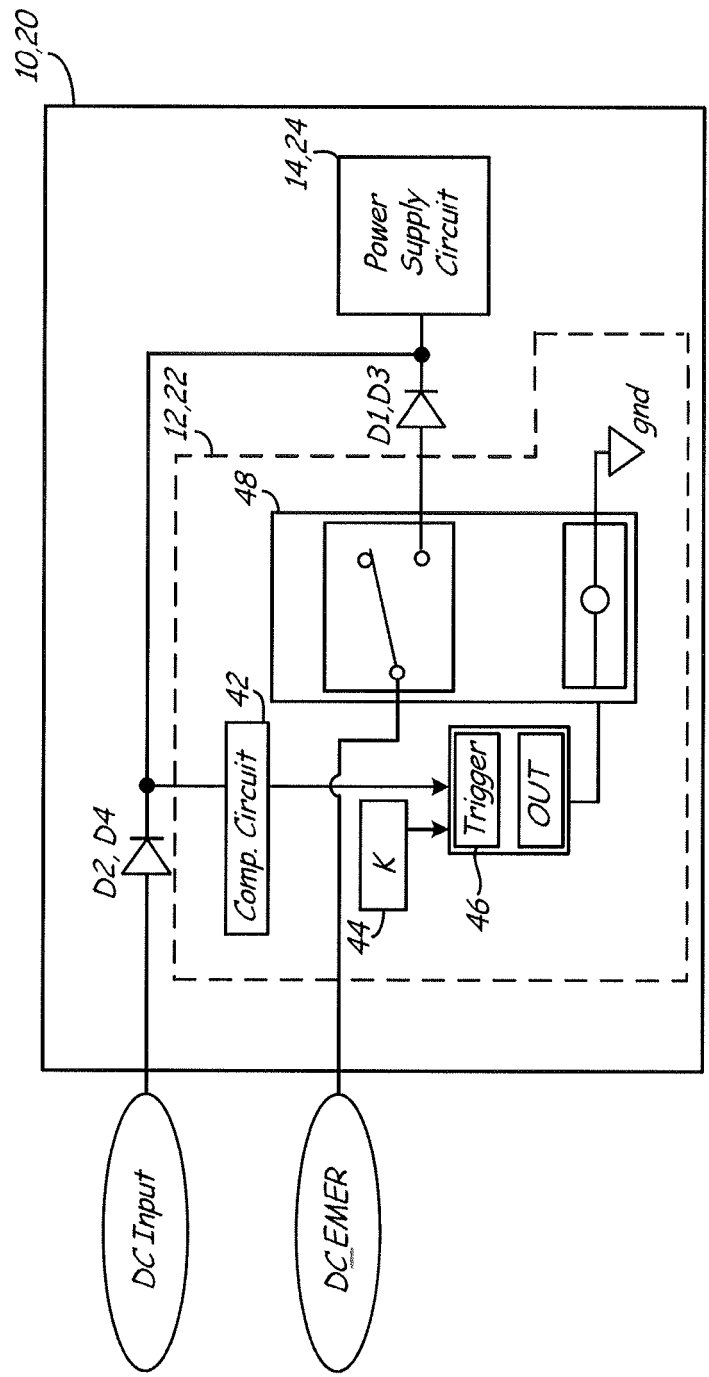 10,20
14,24
Power
Supply
Circuit
12,22
D1,D3
gnd
48
42
D2, D4
Comp. Circuit
Trigger
OUT
K
46
44
DC Input
DC EMER